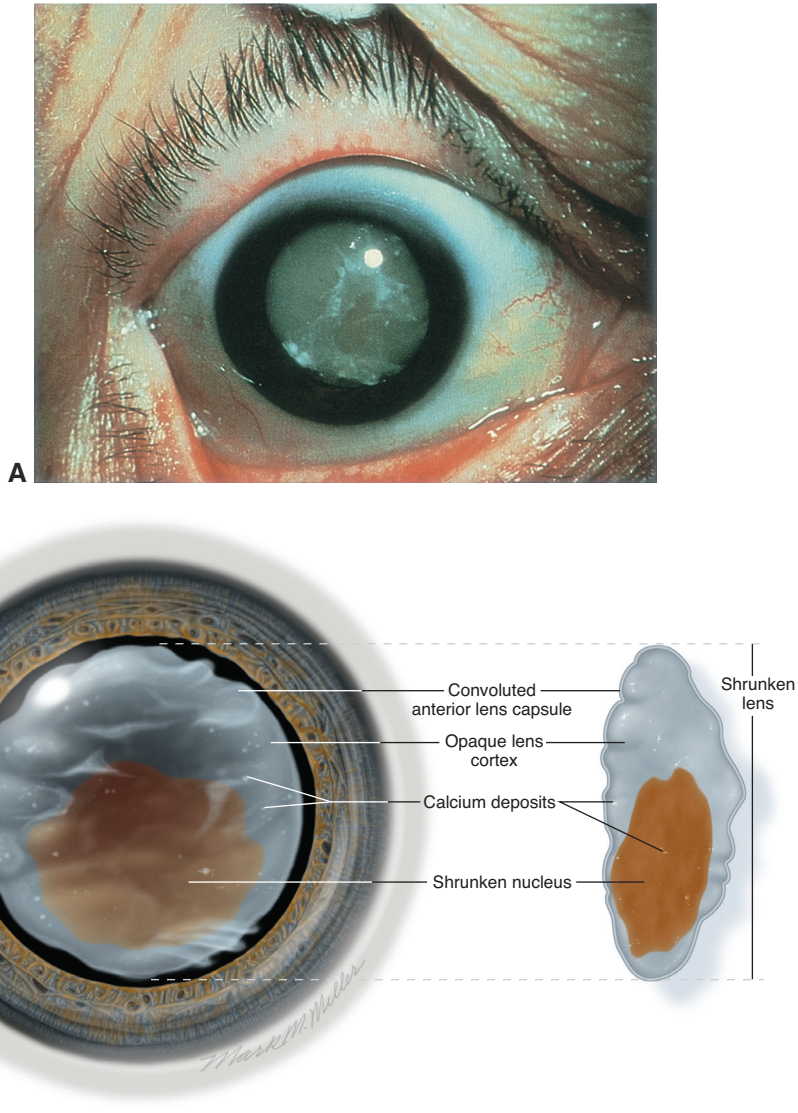 A
Convoluted
anterior lens capsule
Shrunken
lens
Opaque lens
cortex
Calcium deposits
Shrunken nucleus
Mark M. Miller